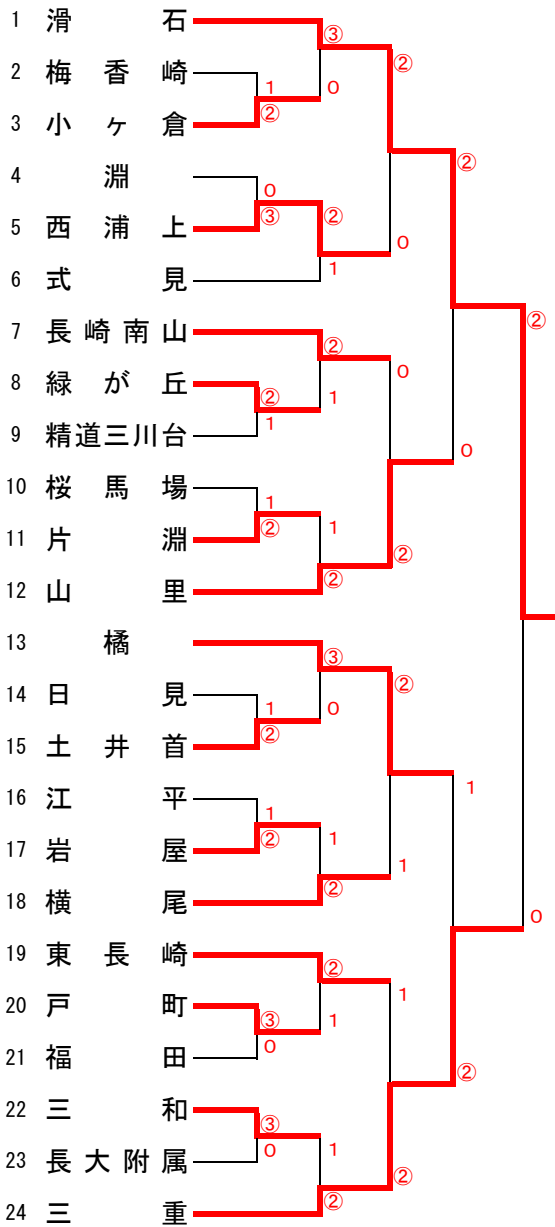 1 滑石
③
②
2 梅香崎
1 0
②
3 小ヶ倉
②
4 淵
0
③ ②
5 西浦上
0
1
6 式見
②
7 長崎南山
②
0
8 緑が丘
②
1
1
9 精道三川台
0
10 桜馬場
1
② 1
11 片淵
②
②
12 山里
13 橘
③
②
14 日見
1 0
②
15 土井首
1
16 江平
1
② 1
17 岩屋
1
②
18 横尾
0
19 東長崎
②
1
20 戸町
③ 1
0
21 福田
②
22 三和
③
0 1
23 長大附属
②
②
24 三重